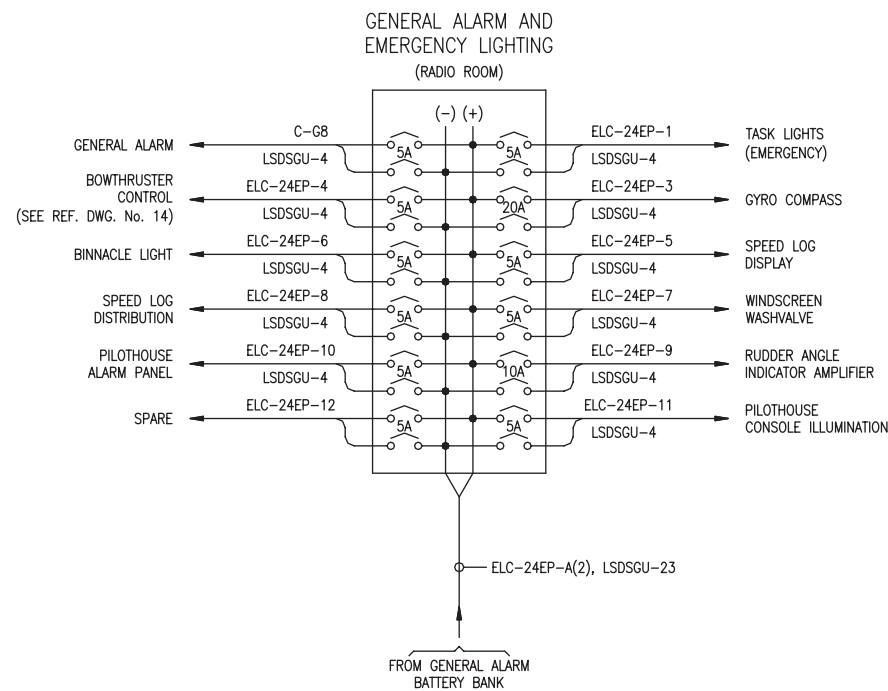 GENERAL ALARM AND
EMERGENCY LIGHTING
(RADIO ROOM)
(-) (+)
GENERAL ALARM
C-G8
LSDSGU-4
5A
5A
ELC-24EP-1
LSDSGU-4
TASK LIGHTS
(EMERGENCY)
BOWTHRUSTER
CONTROL
(SEE REF. DWG. No. 14)
ELC-24EP-4
LSDSGU-4
5A
20A
ELC-24EP-3
LSDSGU-4
GYRO COMPASS
BINNACLE LIGHT
ELC-24EP-6
LSDSGU-4
5A
5A
ELC-24EP-5
LSDSGU-4
SPEED LOG
DISPLAY
SPEED LOG
DISTRIBUTION
ELC-24EP-8
LSDSGU-4
5A
5A
ELC-24EP-7
LSDSGU-4
WINDSCREEN
WASHVALVE
PILOTHOUSE
ALARM PANEL
ELC-24EP-10
LSDSGU-4
5A
10A
ELC-24EP-9
LSDSGU-4
RUDDER ANGLE
INDICATOR AMPLIFIER
SPARE
ELC-24EP-12
5A
5A
ELC-24EP-11
LSDSGU-4
PILOTHOUSE
CONSOLE ILLUMINATION
ELC-24EP-A(2), LSDSGU-23
FROM GENERAL ALARM
BATTERY BANK